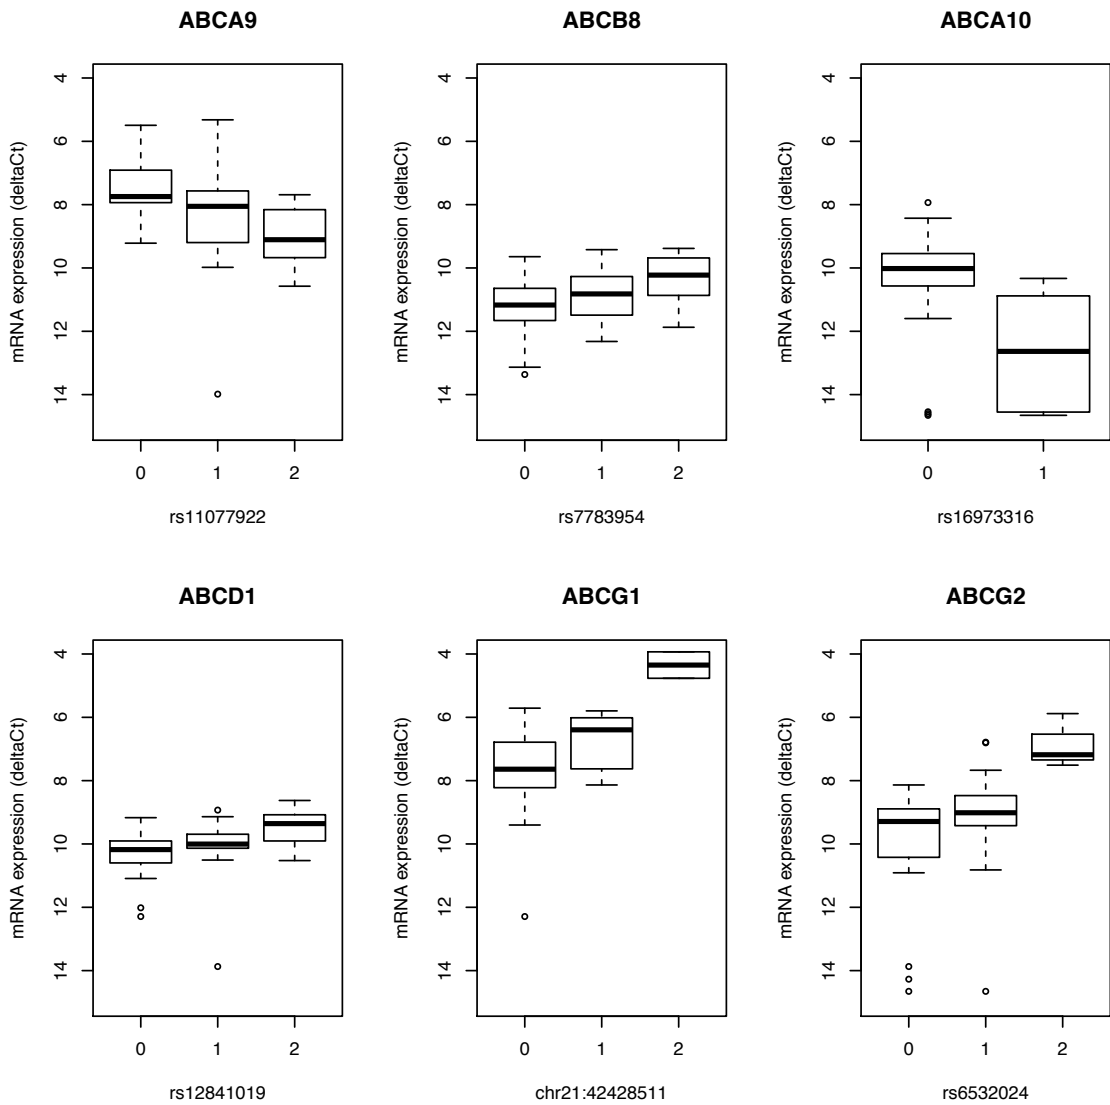 ABCA9
ABCB8
ABCA10
mRNA expression (deltaCt)
4
6
8
10
12
14
0
1
2
rs11077922
mRNA expression (deltaCt)
4
6
8
10
12
14
0
1
2
rs7783954
mRNA expression (deltaCt)
4
6
8
10
12
14
0
1
rs16973316
ABCD1
ABCG1
ABCG2
mRNA expression (deltaCt)
4
6
8
10
12
14
0
1
2
rs12841019
mRNA expression (deltaCt)
4
6
8
10
12
14
0
1
2
chr21:42428511
mRNA expression (deltaCt)
4
6
8
10
12
14
0
1
2
rs6532024